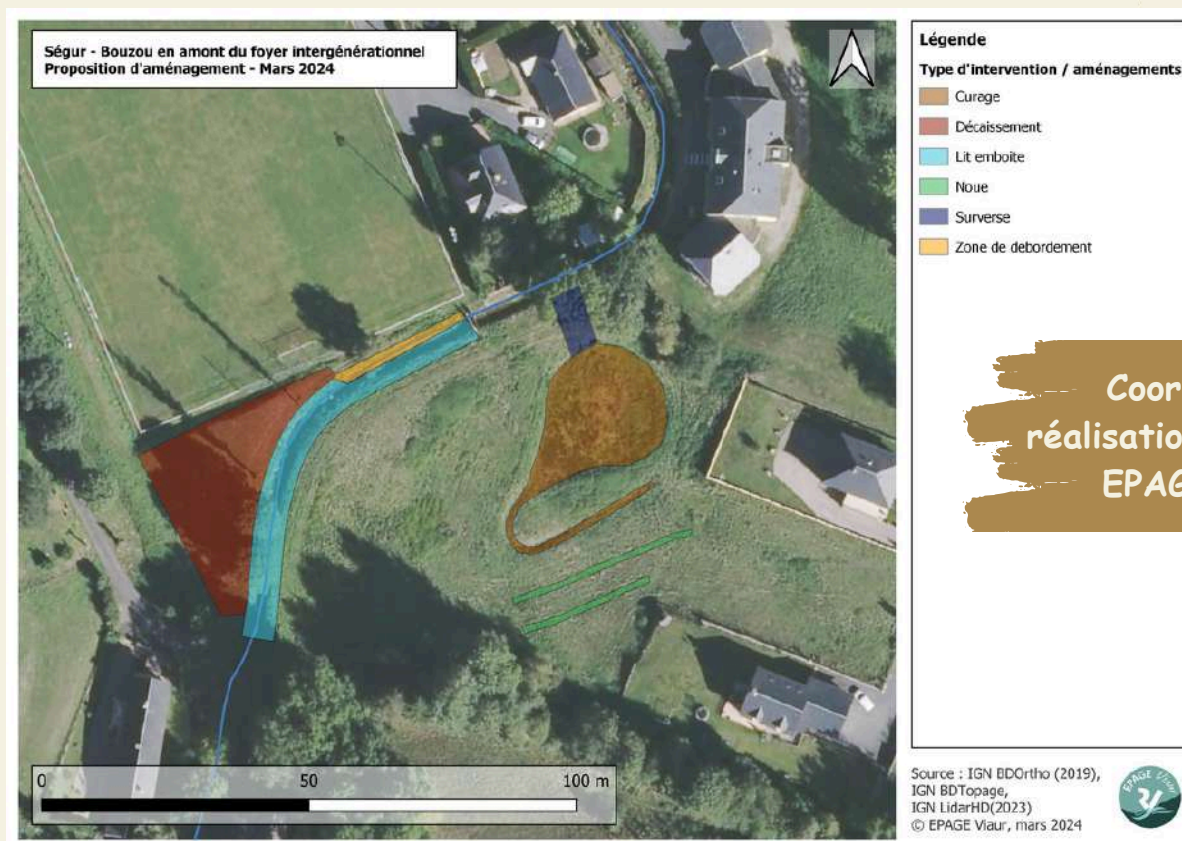 Ségur - Bouzou en amont du foyer intergénérationnel
Proposition d'aménagement - Mars 2024
Légende
Type d'intervention / aménagements
Curage
Décaissement
Lit emboite
Noue
Surverse
Zone de debordement
Coor
réalisatio
EPAG
0 50 100 m
Source : IGN BDOrtho (2019),
IGN BDTopage,
IGN LidarHD(2023)
© EPAGE Viaur, mars 2024
EPAGE Viaur